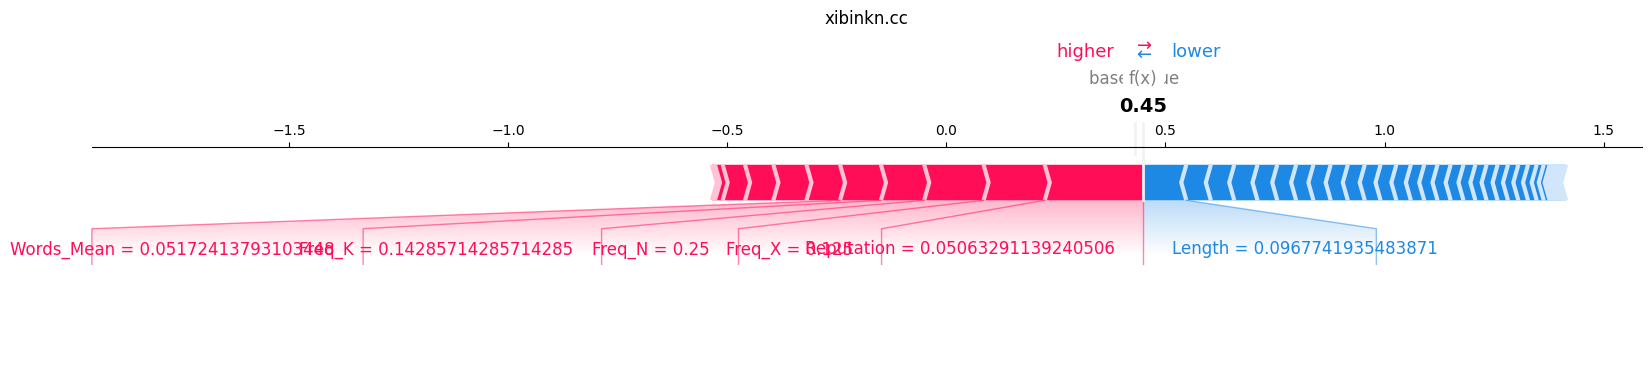 xibinkn.cc
higher ⇄ lower
base f(x) ue
0.45
−1.5 −1.0 −0.5 0.0 0.5 1.0 1.5
Words_Mean = 0.05172413793103448 Freq_K = 0.14285714285714285 Freq_N = 0.25 Freq_X = 0.125 Reputation = 0.05063291139240506 Length = 0.0967741935483871